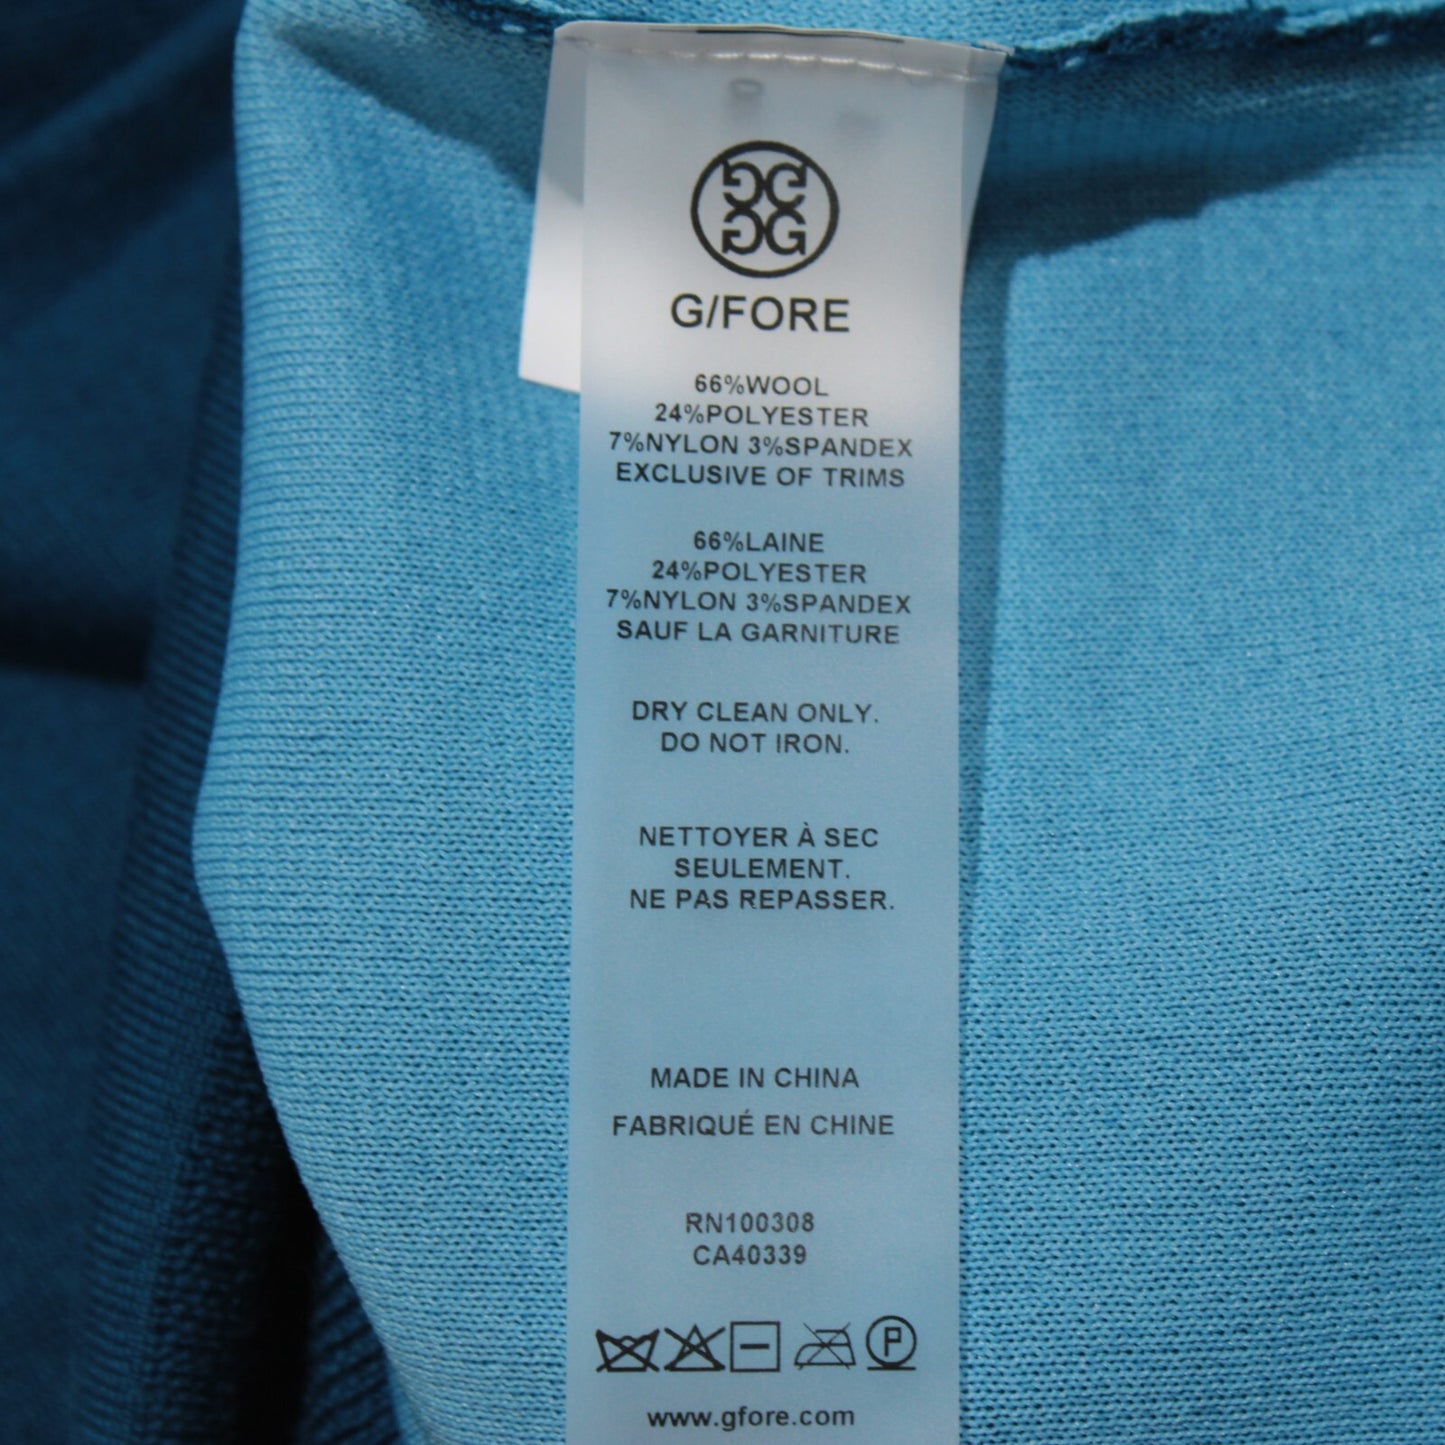 G/FORE
66%WOOL
24%POLYESTER
7%NYLON 3%SPANDEX
EXCLUSIVE OF TRIMS
66%LAINE
24%POLYESTER
7%NYLON 3%SPANDEX
SAUF LA GARNITURE
DRY CLEAN ONLY.
DO NOT IRON.
NETTOYER À SEC
SEULEMENT.
NE PAS REPASSER.
MADE IN CHINA
FABRIQUÉ EN CHINE
RN100308
CA40339
P
www.gfore.com